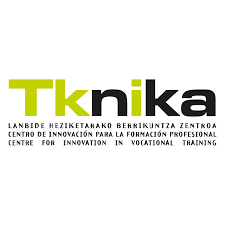 Tknika
LANBIDE HEZIKETARAKO BERRIKUNTZA ZENTROA
CENTRO DE INNOVACIÓN PARA LA FORMACIÓN PROFESIONAL
CENTRE FOR INNOVATION IN VOCATIONAL TRAINING